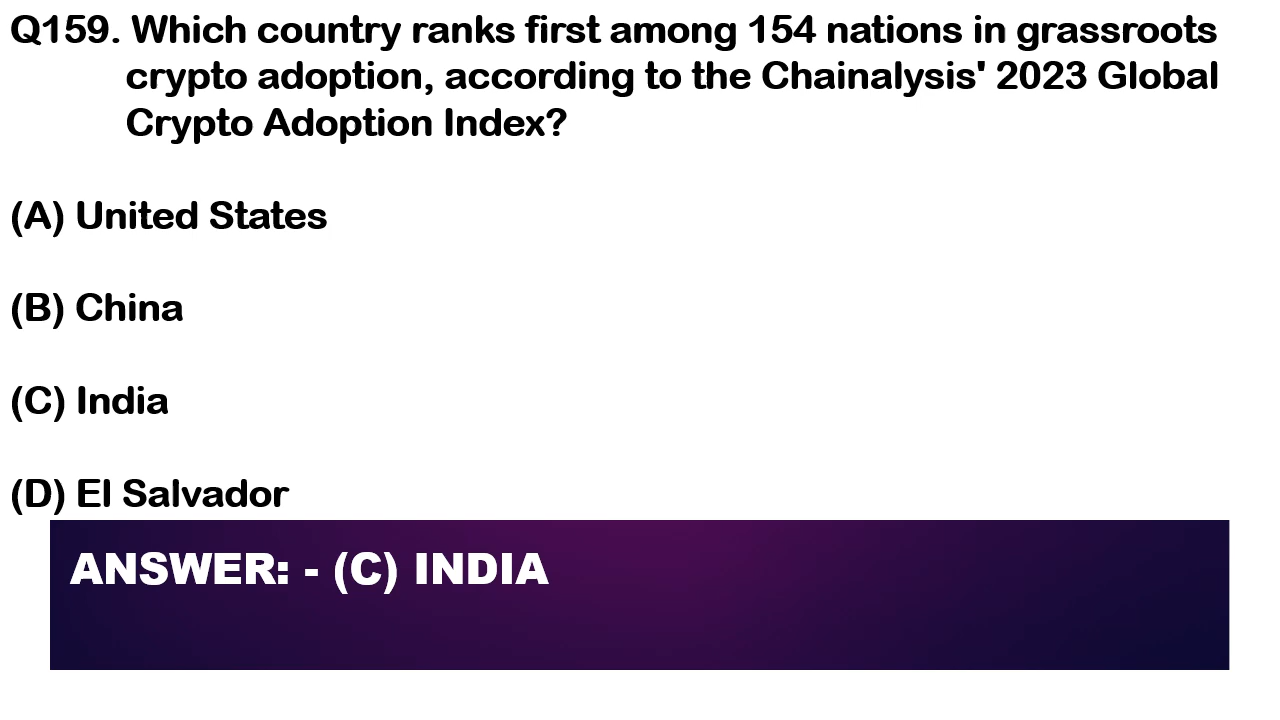 Q159. Which country ranks first among 154 nations in grassroots
crypto adoption, according to the Chainalysis' 2023 Global
Crypto Adoption Index?
(A) United States
(B) China
(C) India
(D) El Salvador
ANSWER: - (C) INDIA